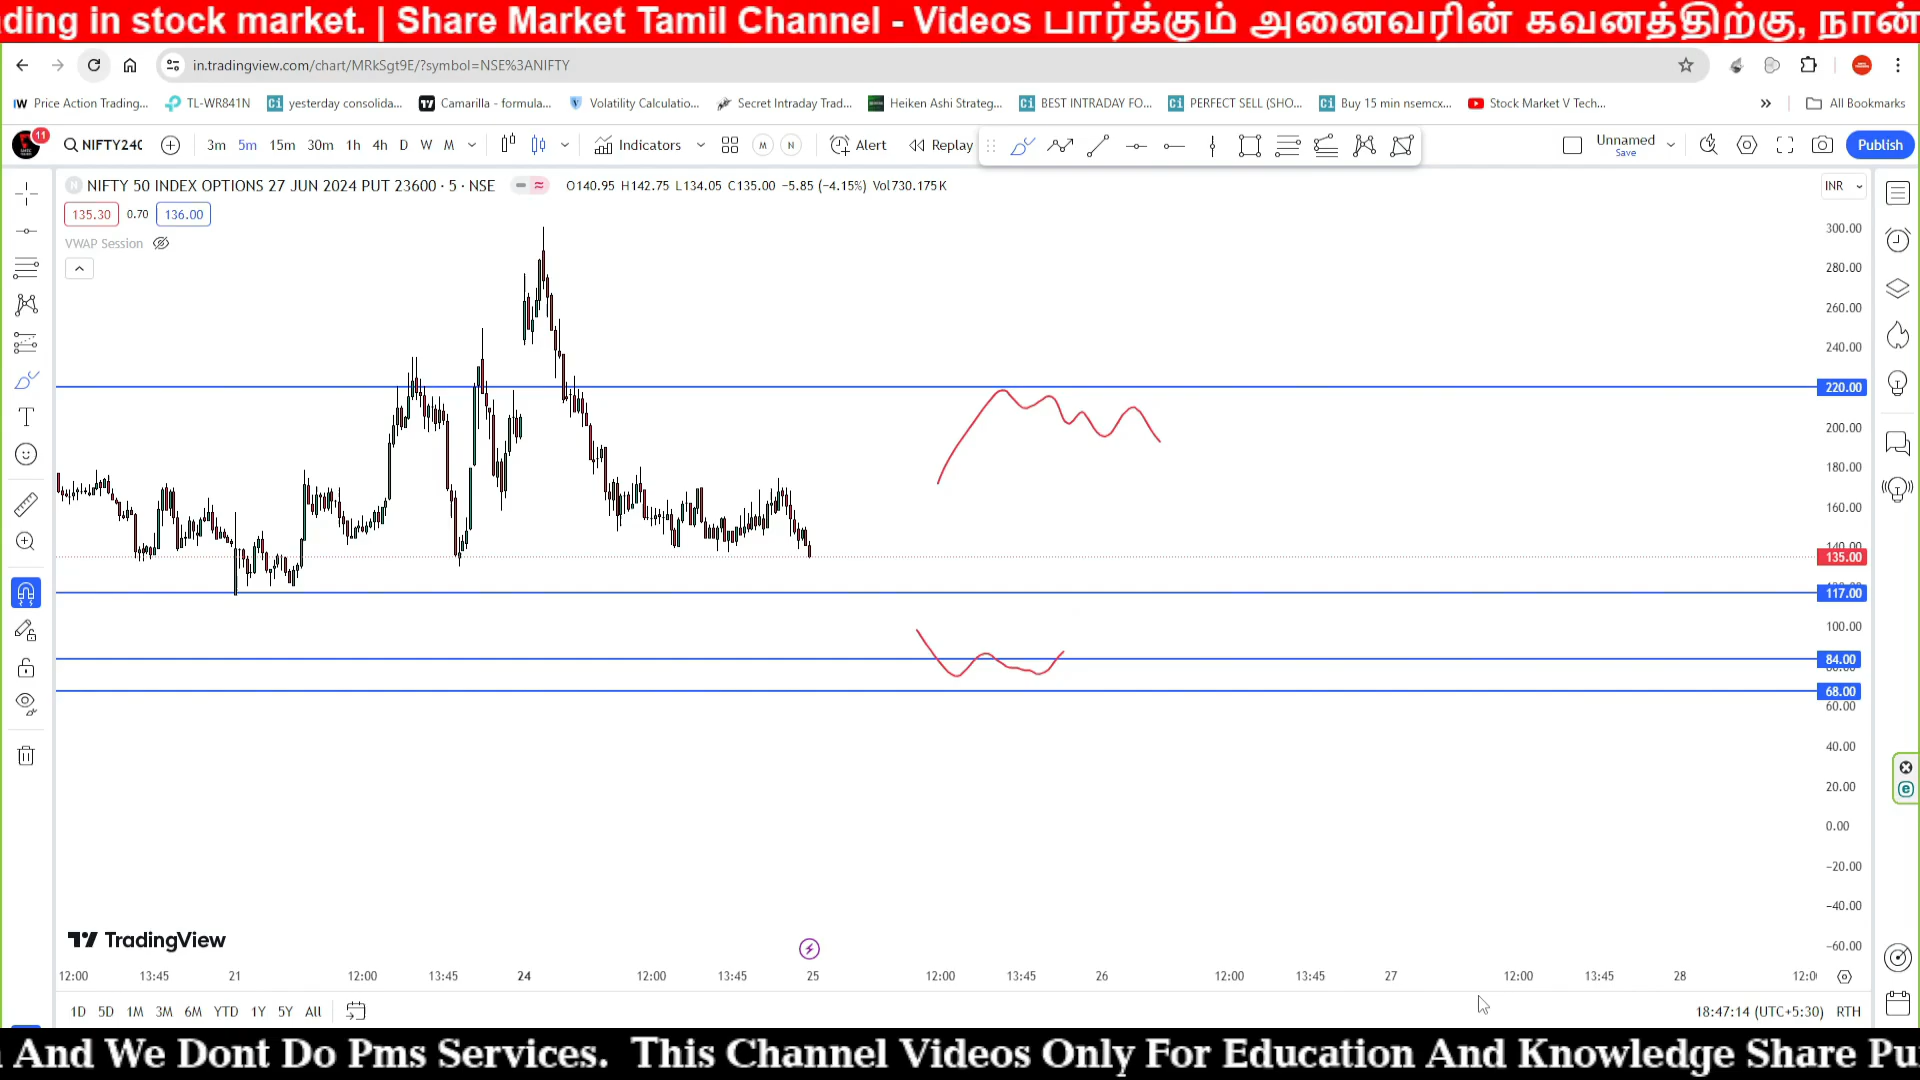 ding in stock market. | Share Market Tamil Channel - Videos பார்க்கும் அனைவரின் கவனத்திற்கு, நான்
in.tradingview.com/chart/MRkSgt9E/?symbol=NSE%3ANIFTY
Price Action Trading... TL-WR841N yesterday consolida... Camarilla - formula... Volatility Calculatio... Secret Intraday Trad... Heiken Ashi Strateg... BEST INTRADAY FO... PERFECT SELL (SHO... Buy 15 min nsemcx... Stock Market V Tech... » All Bookmarks
11 NIFTY24 3m 5m 15m 30m 1h 4h D W M Indicators M N Alert Replay Unnamed Save Publish
NIFTY 50 INDEX OPTIONS 27 JUN 2024 PUT 23600 · 5 · NSE O140.95 H142.75 L134.05 C135.00 −5.85 (−4.15%) Vol730.175K INR
135.30 0.70 136.00
VWAP Session
300.00
280.00
260.00
240.00
220.00
200.00
180.00
160.00
140.00
135.00
117.00
100.00
84.00
68.00
60.00
40.00
20.00
0.00
−20.00
−40.00
−60.00
TradingView
12:00 13:45 21 12:00 13:45 24 12:00 13:45 25 12:00 13:45 26 12:00 13:45 27 12:00 13:45 28 12:0
1D 5D 1M 3M 6M YTD 1Y 5Y All 18:47:14 (UTC+5:30) RTH
And We Dont Do Pms Services. This Channel Videos Only For Education And Knowledge Share Pu